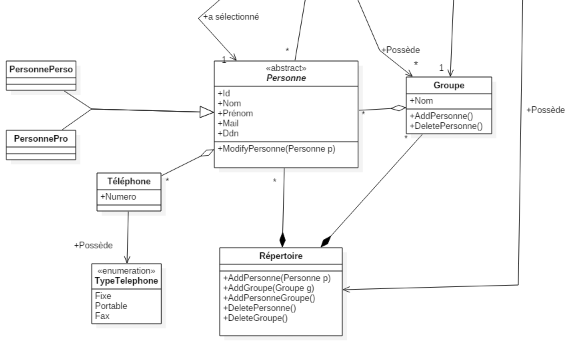 +a sélectionné
1
*
+Possède
*
1
«abstract»
Personne
+Id
+Nom
+Prénom
+Mail
+Ddn
+ModifyPersonne(Personne p)
PersonnePerso
PersonnePro
Groupe
+Nom
+AddPersonne()
+DeletePersonne()
*
*
+Possède
Téléphone
+Numero
*
*
+Possède
«enumeration»
TypeTelephone
Fixe
Portable
Fax
Répertoire
+AddPersonne(Personne p)
+AddGroupe(Groupe g)
+AddPersonneGroupe()
+DeletePersonne()
+DeleteGroupe()